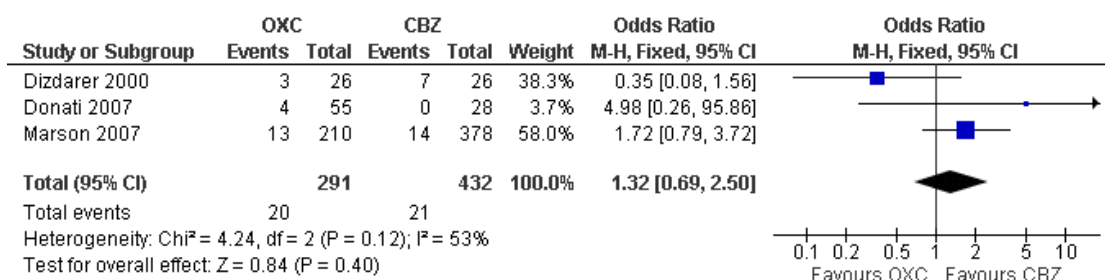 OXC CBZ Odds Ratio Odds Ratio
Study or Subgroup Events Total Events Total Weight M-H, Fixed, 95% CI M-H, Fixed, 95% CI
Dizdarer 2000 3 26 7 26 38.3% 0.35 [0.08, 1.56]
Donati 2007 4 55 0 28 3.7% 4.98 [0.26, 95.86]
Marson 2007 13 210 14 378 58.0% 1.72 [0.79, 3.72]
Total (95% CI) 291 432 100.0% 1.32 [0.69, 2.50]
Total events 20 21
Heterogeneity: Chi² = 4.24, df = 2 (P = 0.12); I² = 53%
Test for overall effect: Z = 0.84 (P = 0.40)
0.1 0.2 0.5 1 2 5 10
Favours OXC Favours CBZ